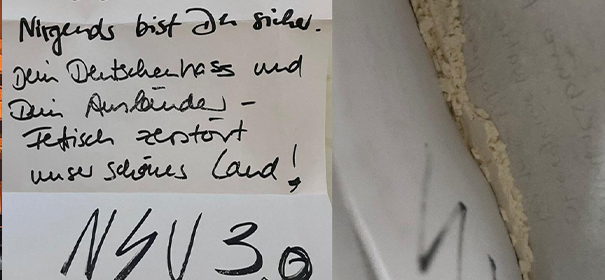 Nirgends bist Du sicher.
Dein Deutschenhass und
Dein Ausländer-
Fetisch zerstört
unser schönes Land!
NSU 3.0